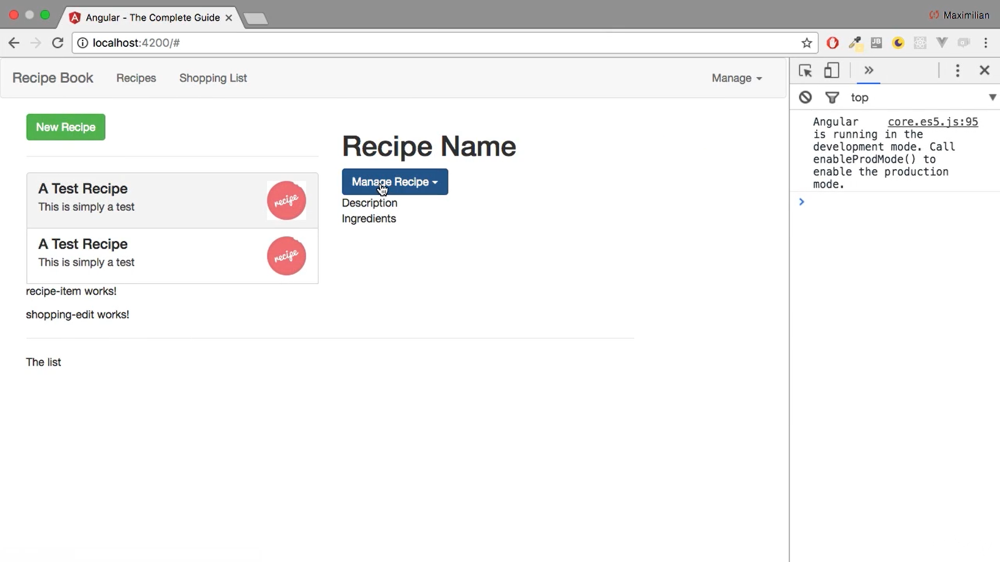 Angular - The Complete Guide
Maximilian
localhost:4200/#
JB
Recipe Book
Recipes
Shopping List
Manage
New Recipe
A Test Recipe
This is simply a test
recipe
A Test Recipe
This is simply a test
recipe
recipe-item works!
shopping-edit works!
The list
Recipe Name
Manage Recipe
Description
Ingredients
top
Angular core.es5.js:95
is running in the
development mode. Call
enableProdMode() to
enable the production
mode.